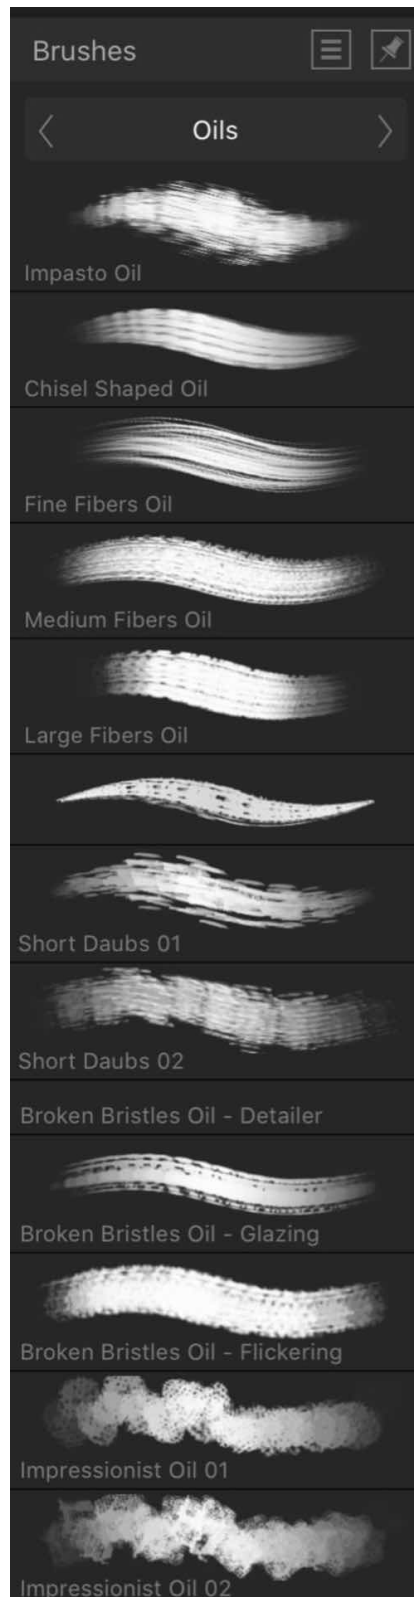 Brushes
Oils
Impasto Oil
Chisel Shaped Oil
Fine Fibers Oil
Medium Fibers Oil
Large Fibers Oil
Short Daubs 01
Short Daubs 02
Broken Bristles Oil - Detailer
Broken Bristles Oil - Glazing
Broken Bristles Oil - Flickering
Impressionist Oil 01
Impressionist Oil 02